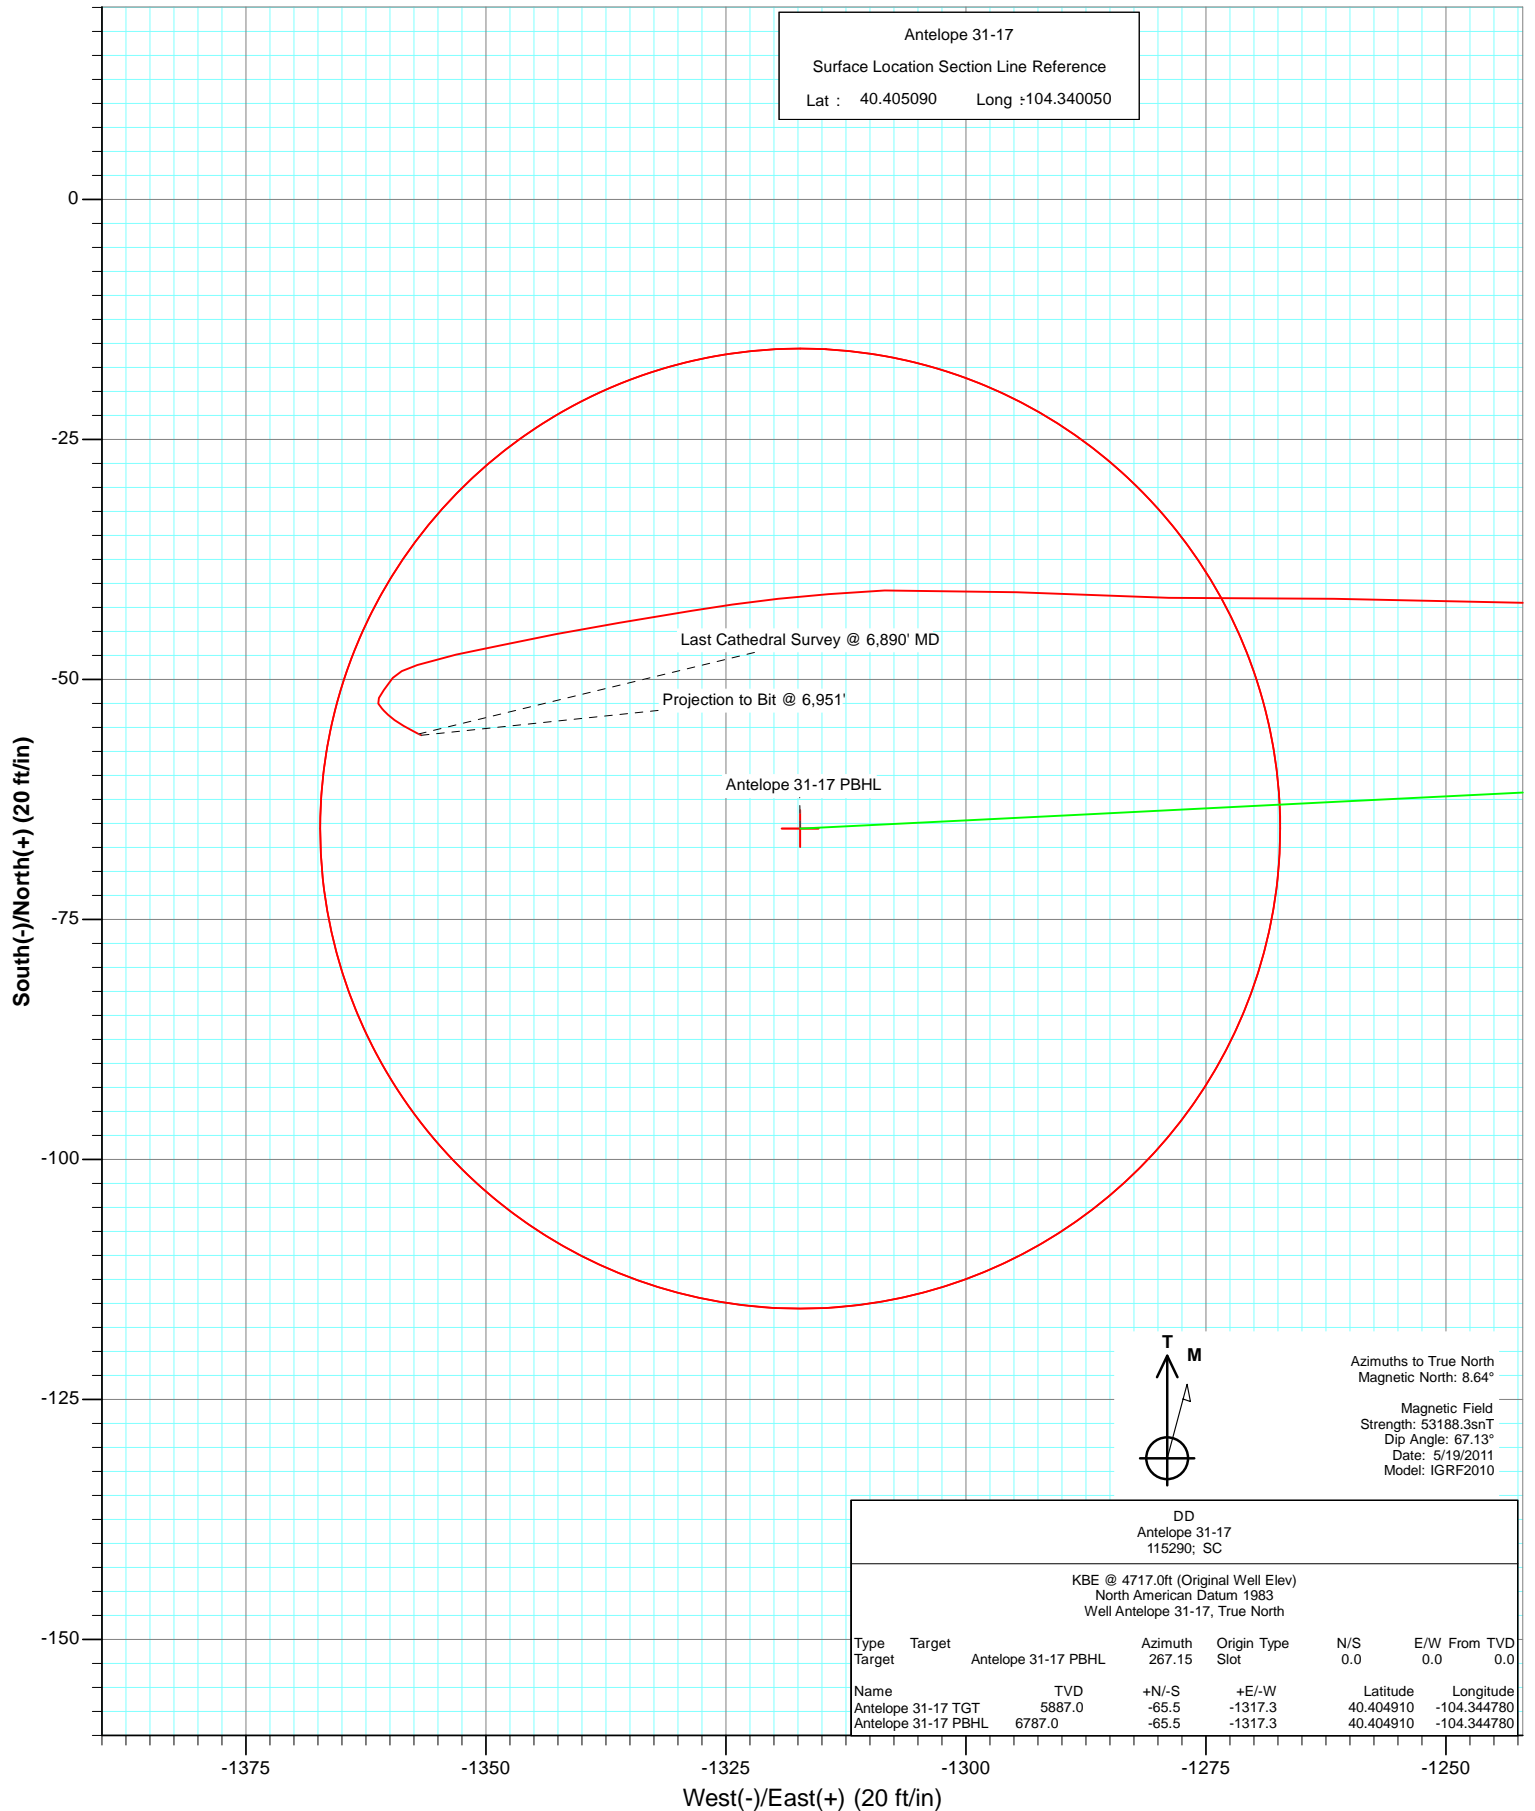 Antelope 31-17
Surface Location Section Line Reference
Lat : 40.405090 Long :-104.340050
0
-25
-50
-75
-100
-125
-150
South(-)/North(+) (20 ft/in)
Last Cathedral Survey @ 6,890' MD
Projection to Bit @ 6,951'
Antelope 31-17 PBHL
T
M
Azimuths to True North
Magnetic North: 8.64°
Magnetic Field
Strength: 53188.3snT
Dip Angle: 67.13°
Date: 5/19/2011
Model: IGRF2010
DD
Antelope 31-17
115290; SC
KBE @ 4717.0ft (Original Well Elev)
North American Datum 1983
Well Antelope 31-17, True North
Type Target Azimuth Origin Type N/S E/W From TVD
Target Antelope 31-17 PBHL 267.15 Slot 0.0 0.0 0.0
Name TVD +N/-S +E/-W Latitude Longitude
Antelope 31-17 TGT 5887.0 -65.5 -1317.3 40.404910 -104.344780
Antelope 31-17 PBHL 6787.0 -65.5 -1317.3 40.404910 -104.344780
-1375 -1350 -1325 -1300 -1275 -1250
West(-)/East(+) (20 ft/in)